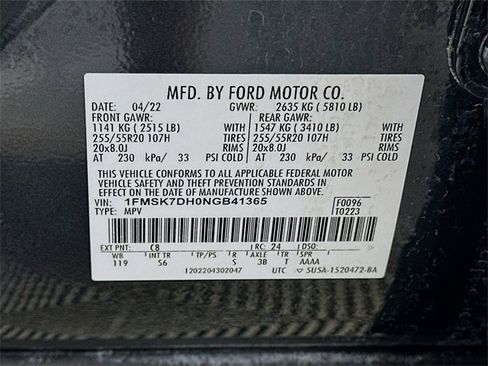 MFD. BY FORD MOTOR CO.
DATE: 04/22 GVWR: 2635 KG ( 5810 LB)
FRONT GAWR: REAR GAWR:
1141 KG ( 2515 LB) WITH 1547 KG ( 3410 LB) WITH
255/55R20 107H TIRES 255/55R20 107H TIRES
20x8.0J RIMS 20x8.0J RIMS
AT 230 kPa/ 33 PSI COLD AT 230 kPa/ 33 PSI COLD
THIS VEHICLE CONFORMS TO ALL APPLICABLE FEDERAL MOTOR
VEHICLE SAFETY AND THEFT PREVENTION STANDARDS IN
EFFECT ON THE DATE OF MANUFACTURE SHOWN ABOVE.
VIN: 1FMSK7DH0NGB41365 F0096
TYPE: MPV T0223
EXT PNT: C8 RC: 24 DSO:
WB INT TR TP/PS R AXLE TR SPR
119 56 S 3B T AAAA
1202204302047 UTC 5U5A-1520472-BA